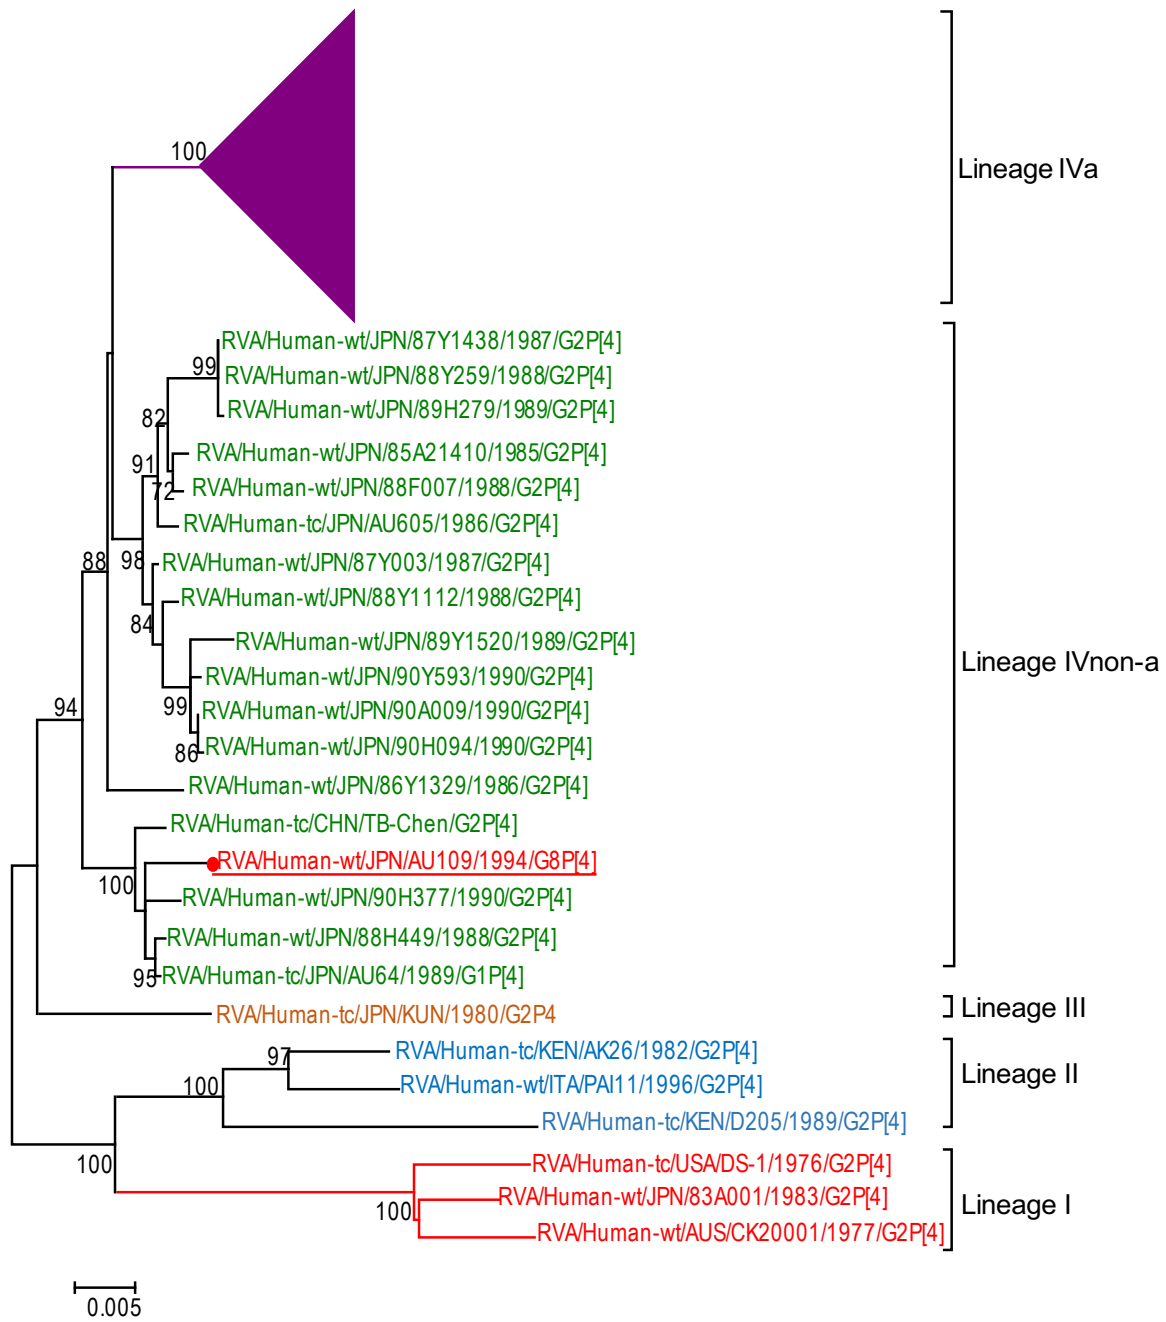 100
Lineage IVa
RVA/Human-wt/JPN/87Y1438/1987/G2P[4]
99
RVA/Human-wt/JPN/88Y259/1988/G2P[4]
RVA/Human-wt/JPN/89H279/1989/G2P[4]
82
RVA/Human-wt/JPN/85A21410/1985/G2P[4]
91
72
RVA/Human-wt/JPN/88F007/1988/G2P[4]
RVA/Human-tc/JPN/AU605/1986/G2P[4]
88
98
RVA/Human-wt/JPN/87Y003/1987/G2P[4]
RVA/Human-wt/JPN/88Y1112/1988/G2P[4]
84
RVA/Human-wt/JPN/89Y1520/1989/G2P[4]
Lineage IVnon-a
RVA/Human-wt/JPN/90Y593/1990/G2P[4]
94
99
RVA/Human-wt/JPN/90A009/1990/G2P[4]
86
RVA/Human-wt/JPN/90H094/1990/G2P[4]
RVA/Human-wt/JPN/86Y1329/1986/G2P[4]
RVA/Human-tc/CHN/TB-Chen/G2P[4]
RVA/Human-wt/JPN/AU109/1994/G8P[4]
100
RVA/Human-wt/JPN/90H377/1990/G2P[4]
RVA/Human-wt/JPN/88H449/1988/G2P[4]
95
RVA/Human-tc/JPN/AU64/1989/G1P[4]
RVA/Human-tc/JPN/KUN/1980/G2P4
Lineage III
97
RVA/Human-tc/KEN/AK26/1982/G2P[4]
100
RVA/Human-wt/ITA/PAI11/1996/G2P[4]
Lineage II
RVA/Human-tc/KEN/D205/1989/G2P[4]
100
RVA/Human-tc/USA/DS-1/1976/G2P[4]
100
RVA/Human-wt/JPN/83A001/1983/G2P[4]
Lineage I
RVA/Human-wt/AUS/CK20001/1977/G2P[4]
0.005